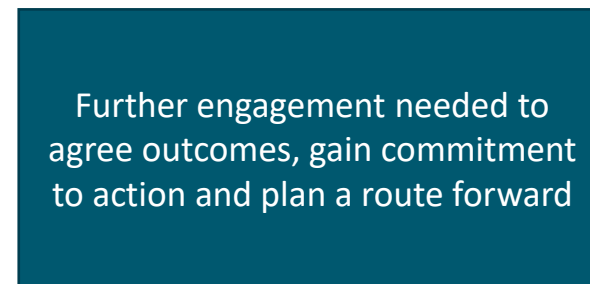 Further engagement needed to
agree outcomes, gain commitment
to action and plan a route forward